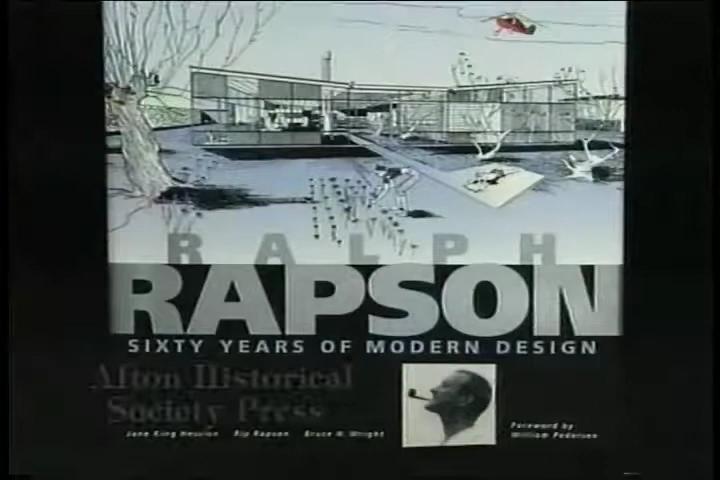 RALPH
RAPSON
SIXTY YEARS OF MODERN DESIGN
Afton Historical
Society Press
Jane King Hession Rip Rapson Bruce N. Wright
Foreword by
William Pedersen